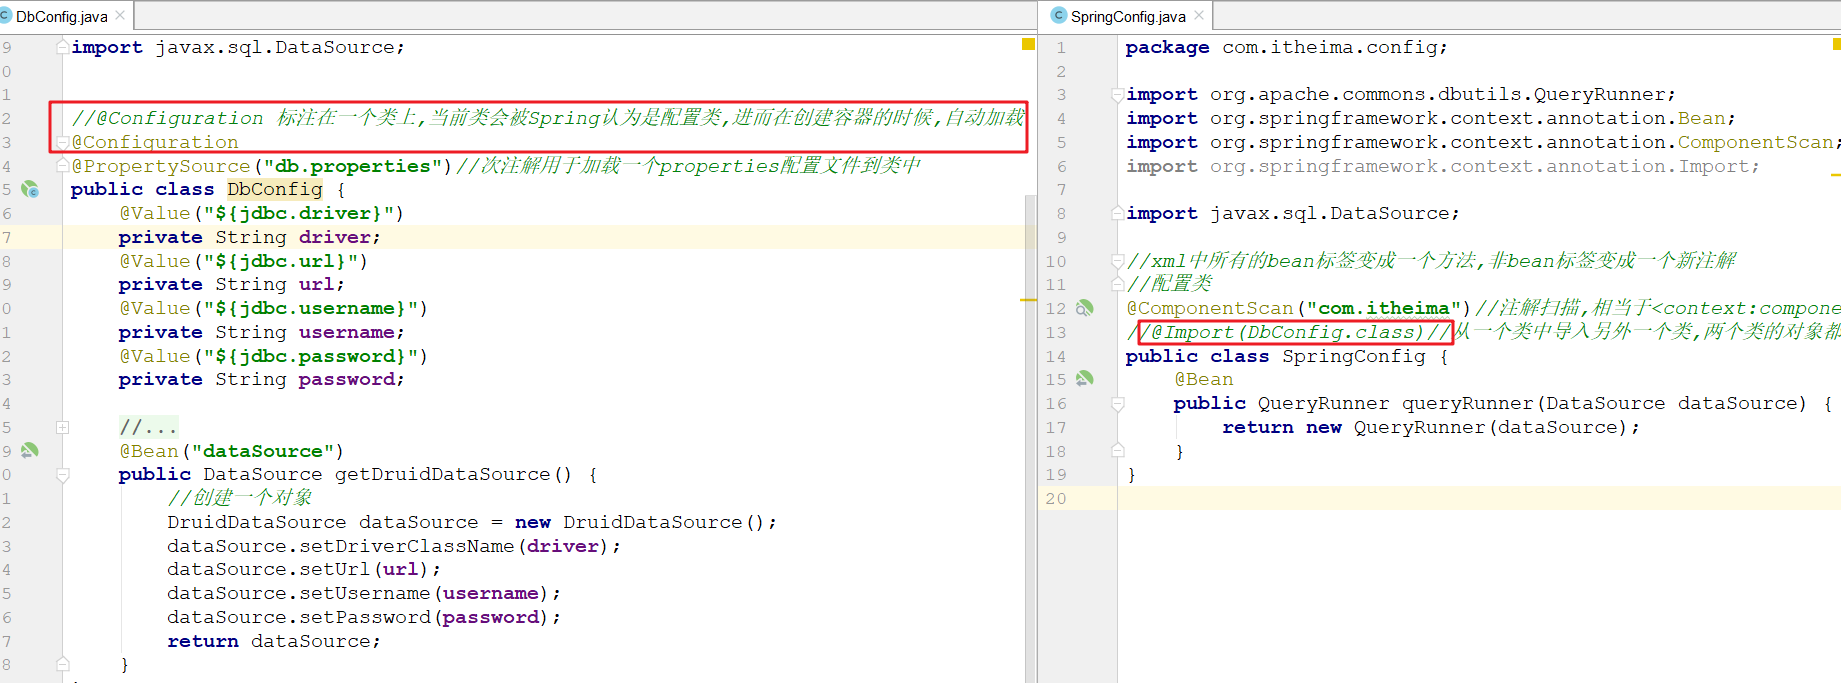 DbConfig.java
9 import javax.sql.DataSource;
0
1
2 //@Configuration 标注在一个类上,当前类会被Spring认为是配置类,进而在创建容器的时候,自动加载
3 @Configuration
4 @PropertySource("db.properties")//次注解用于加载一个properties配置文件到类中
5 public class DbConfig {
6 @Value("${jdbc.driver}")
7 private String driver;
8 @Value("${jdbc.url}")
9 private String url;
0 @Value("${jdbc.username}")
1 private String username;
2 @Value("${jdbc.password}")
3 private String password;
4
5 //...
9 @Bean("dataSource")
0 public DataSource getDruidDataSource() {
1 //创建一个对象
2 DruidDataSource dataSource = new DruidDataSource();
3 dataSource.setDriverClassName(driver);
4 dataSource.setUrl(url);
5 dataSource.setUsername(username);
6 dataSource.setPassword(password);
7 return dataSource;
8 }
SpringConfig.java
1 package com.itheima.config;
2
3 import org.apache.commons.dbutils.QueryRunner;
4 import org.springframework.context.annotation.Bean;
5 import org.springframework.context.annotation.ComponentScan;
6 import org.springframework.context.annotation.Import;
7
8 import javax.sql.DataSource;
9
10 //xml中所有的bean标签变成一个方法,非bean标签变成一个新注解
11 //配置类
12 @ComponentScan("com.itheima")//注解扫描,相当于<context:compone
13 //@Import(DbConfig.class)//从一个类中导入另外一个类,两个类的对象都
14 public class SpringConfig {
15 @Bean
16 public QueryRunner queryRunner(DataSource dataSource) {
17 return new QueryRunner(dataSource);
18 }
19 }
20